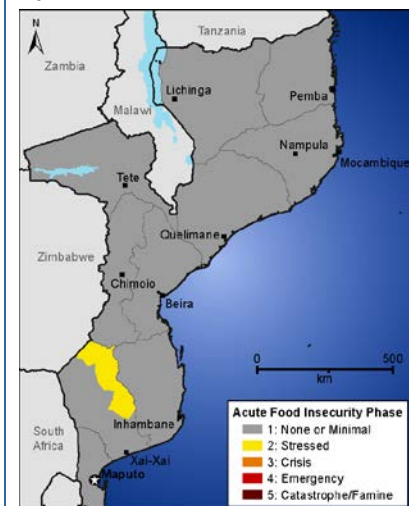 N
Tanzania
Zambia
Lichinga
Pemba
Malawi
Nampula
Mocambique
Tete
Quelimane
Zimbabwe
Chimoio
Beira
0 500
km
Acute Food Insecurity Phase
1: None or Minimal
2: Stressed
3: Crisis
4: Emergency
5: Catastrophe/Famine
Inhambane
South
Africa
Xai-Xai
Maputo